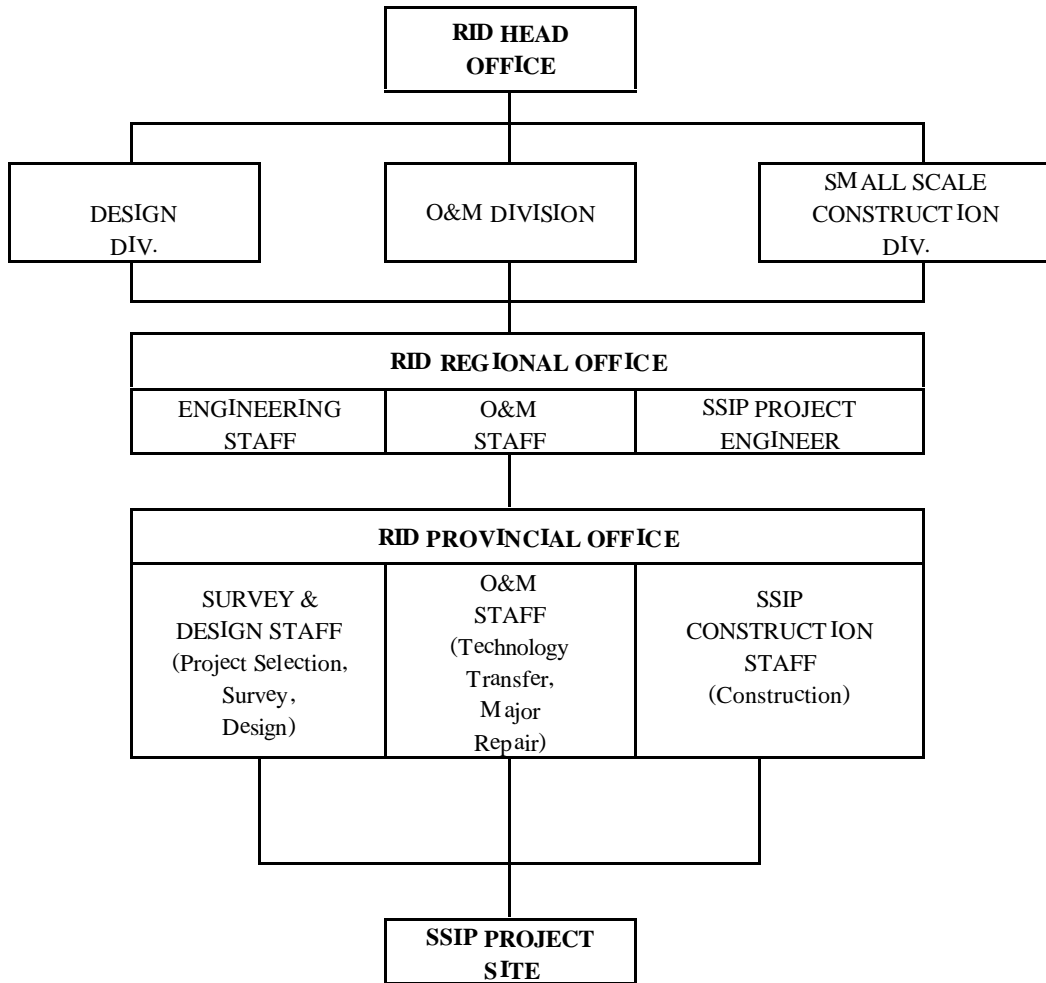 RID HEAD
OFFICE
DESIGN
DIV.
O&M DIVISION
SMALL SCALE
CONSTRUCTION
DIV.
RID REGIONAL OFFICE
ENGINEERING
STAFF
O&M
STAFF
SSIP PROJECT
ENGINEER
RID PROVINCIAL OFFICE
SURVEY &
DESIGN STAFF
(Project Selection,
Survey,
Design)
O&M
STAFF
(Technology
Transfer,
Major
Repair)
SSIP
CONSTRUCTION
STAFF
(Construction)
SSIP PROJECT
SITE